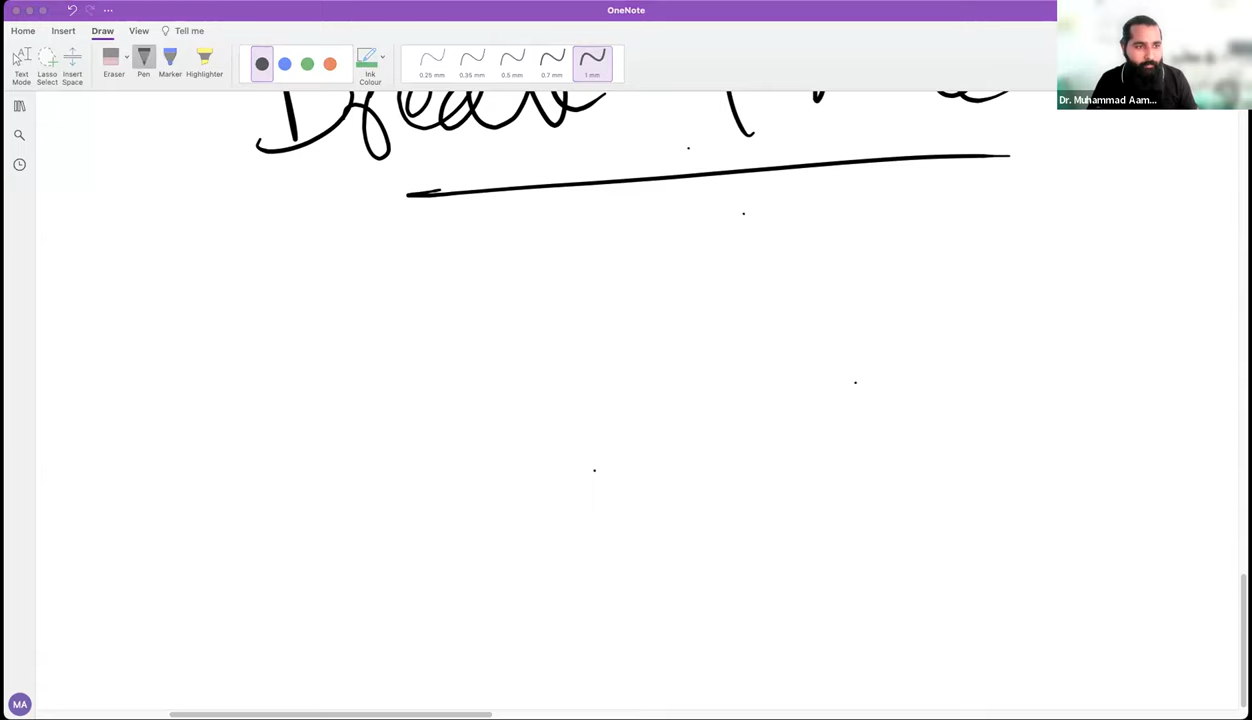 OneNote
Home Insert Draw View Tell me
Text Mode
Lasso Select
Insert Space
Eraser
Pen
Marker
Highlighter
Ink Colour
0.25 mm
0.35 mm
0.5 mm
0.7 mm
1 mm
Dr. Muhammad Aam...
MA